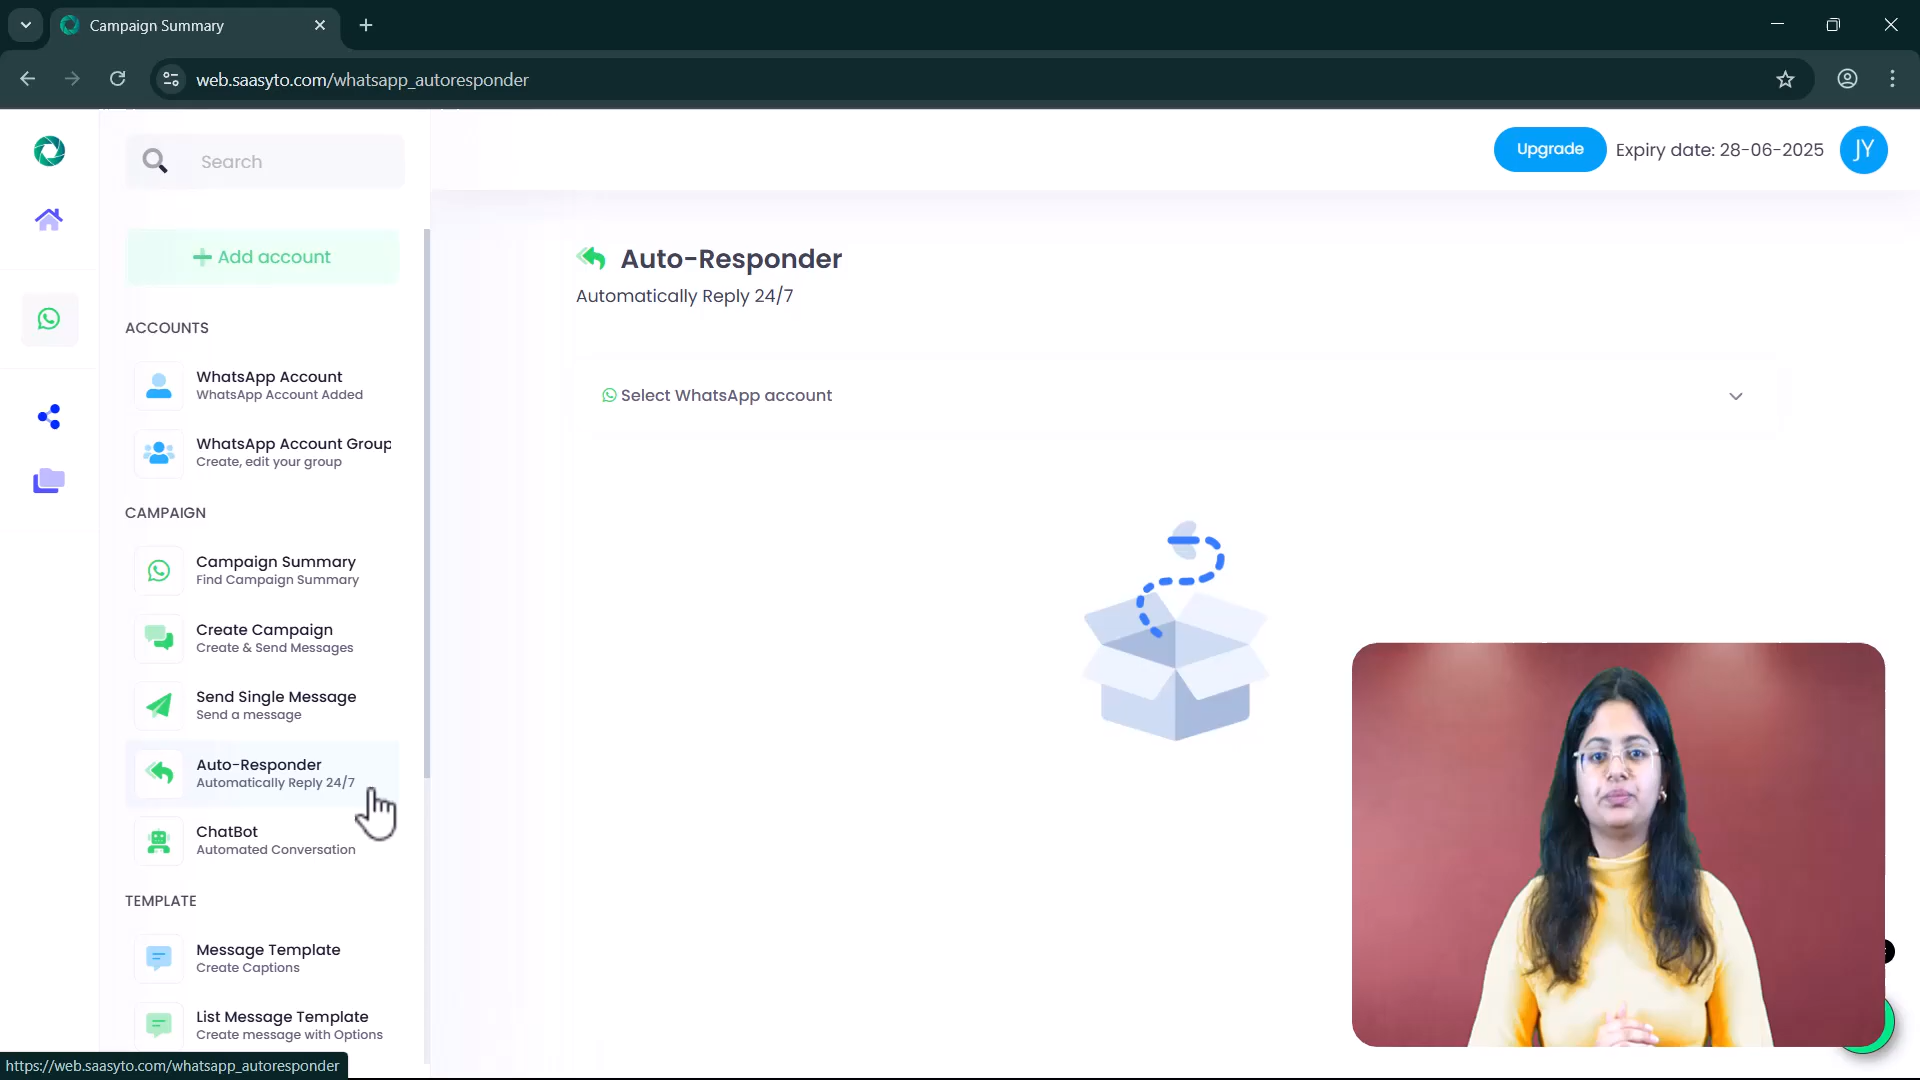 Campaign Summary
web.saasyto.com/whatsapp_autoresponder
Search
Upgrade
Expiry date: 28-06-2025
JY
Add account
Auto-Responder
Automatically Reply 24/7
ACCOUNTS
WhatsApp Account
WhatsApp Account Added
Select WhatsApp account
WhatsApp Account Group
Create, edit your group
CAMPAIGN
Campaign Summary
Find Campaign Summary
Create Campaign
Create & Send Messages
Send Single Message
Send a message
Auto-Responder
Automatically Reply 24/7
ChatBot
Automated Conversation
TEMPLATE
Message Template
Create Captions
List Message Template
Create message with Options
https://web.saasyto.com/whatsapp_autoresponder